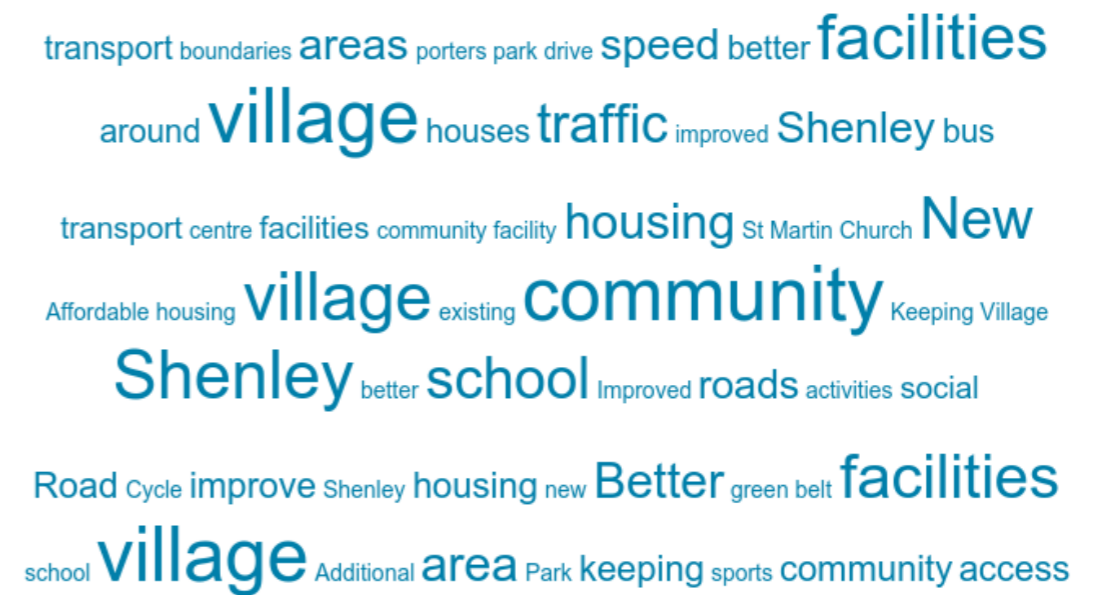 transport boundaries areas porters park drive speed better facilities
around village houses traffic improved Shenley bus
transport centre facilities community facility housing St Martin Church New
Affordable housing village existing community Keeping Village
Shenley better school Improved roads activities social
Road Cycle improve Shenley housing new Better green belt facilities
school village Additional area Park keeping sports community access